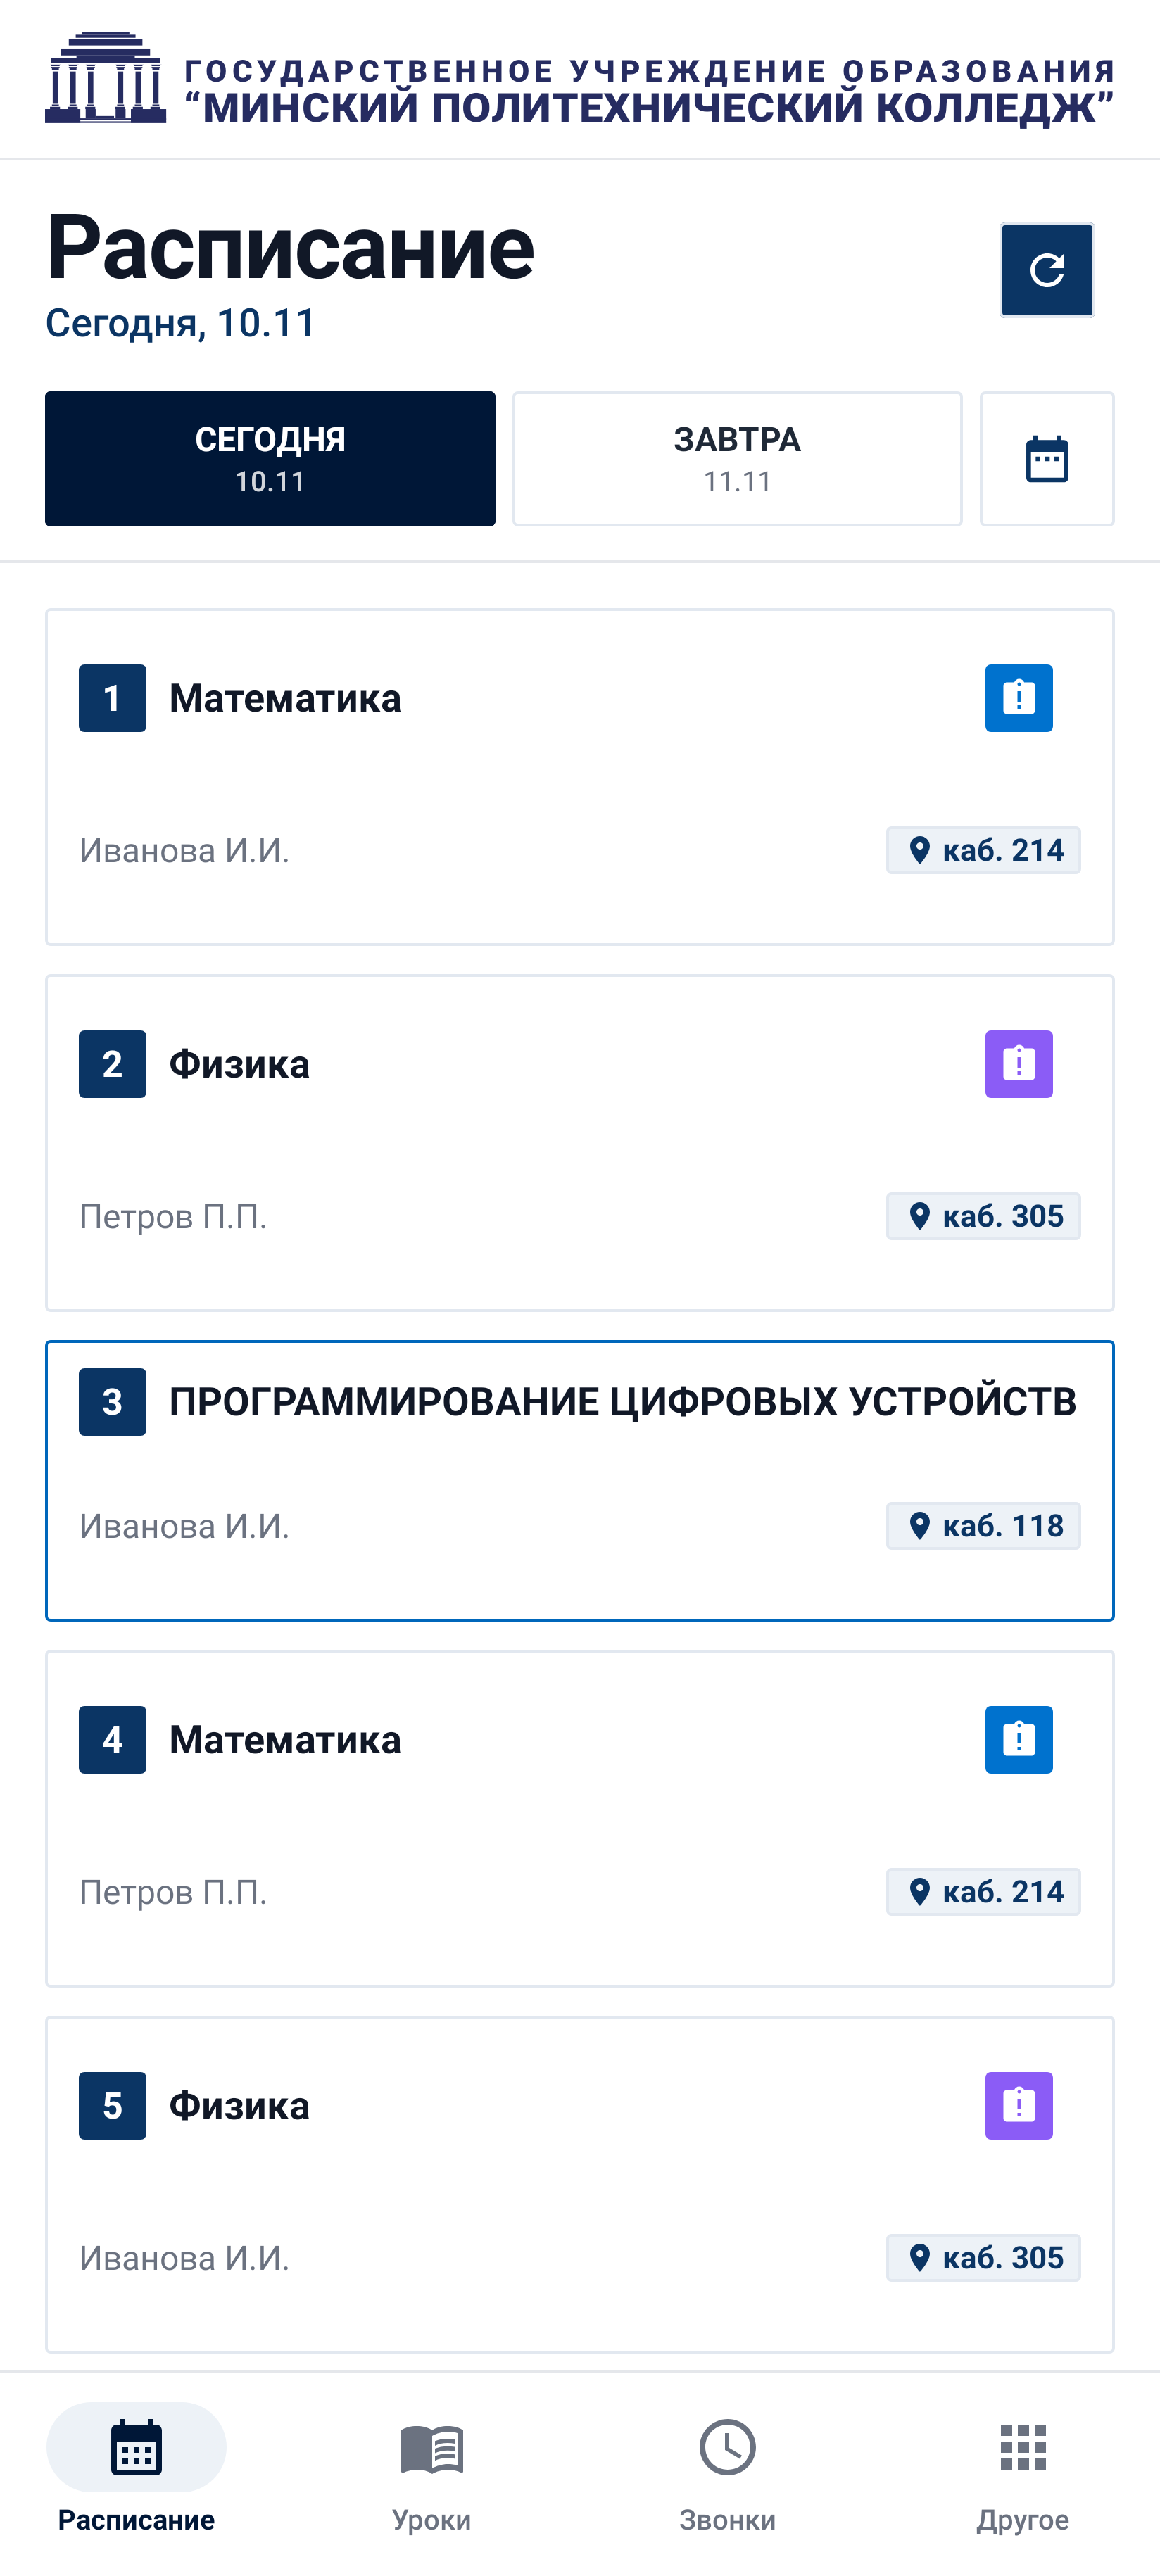 ГОСУДАРСТВЕННОЕ УЧРЕЖДЕНИЕ ОБРАЗОВАНИЯ
“МИНСКИЙ ПОЛИТЕХНИЧЕСКИЙ КОЛЛЕДЖ”
Расписание
Сегодня, 10.11
СЕГОДНЯ
10.11
ЗАВТРА
11.11
1 Математика
Иванова И.И. каб. 214
2 Физика
Петров П.П. каб. 305
3 ПРОГРАММИРОВАНИЕ ЦИФРОВЫХ УСТРОЙСТВ
Иванова И.И. каб. 118
4 Математика
Петров П.П. каб. 214
5 Физика
Иванова И.И. каб. 305
Расписание Уроки Звонки Другое